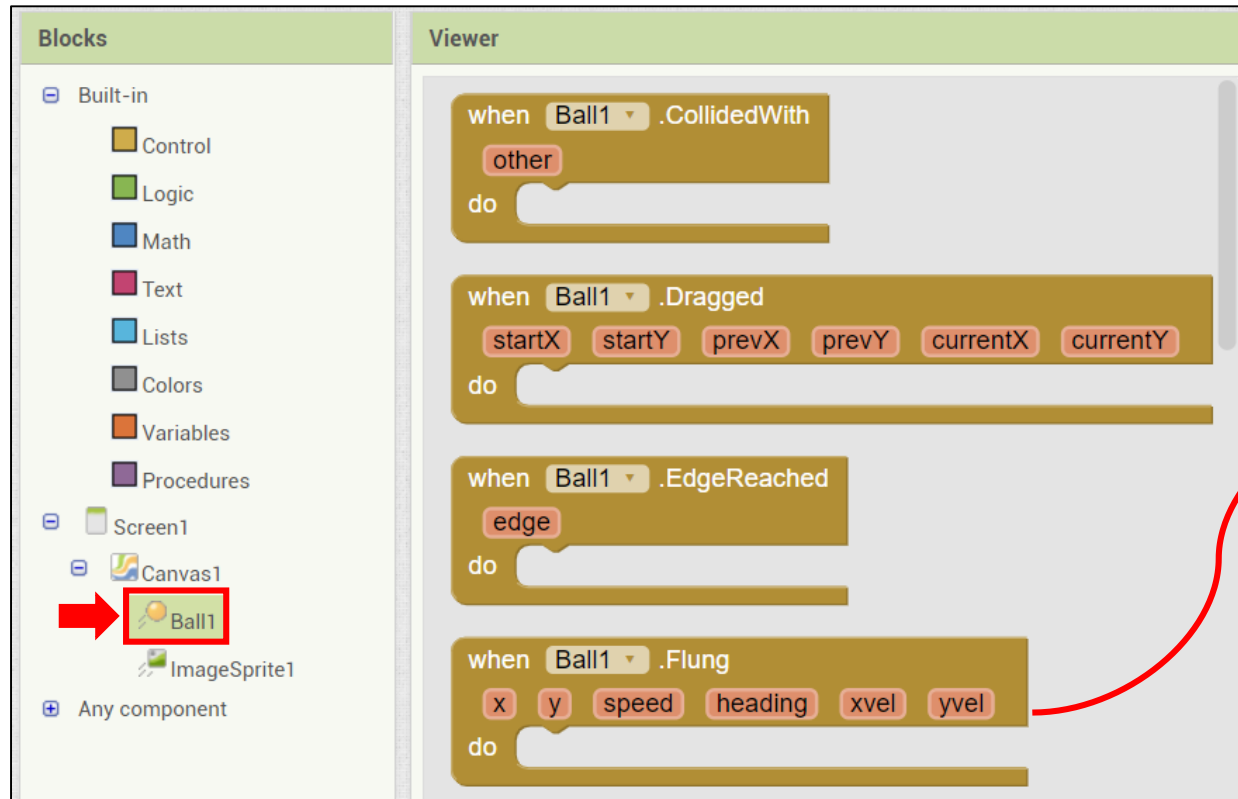 Blocks
Built-in
Control
Logic
Math
Text
Lists
Colors
Variables
Procedures
Screen1
Canvas1
Ball1
ImageSprite1
Any component
Viewer
when Ball1 .CollidedWith
other
do
when Ball1 .Dragged
startX startY prevX prevY currentX currentY
do
when Ball1 .EdgeReached
edge
do
when Ball1 .Flung
x y speed heading xvel yvel
do